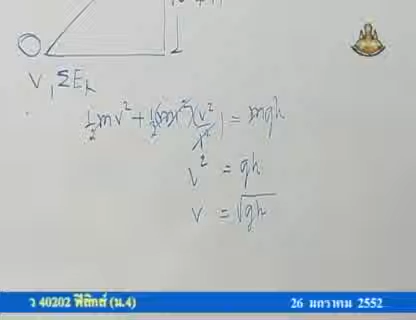 V, ΣEk
½mv² + ½(mr²)(v²/r²) = mgh
v² = gh
v = √gh
ว 40202 ฟิสิกส์ (ม.4) 26 มกราคม 2552